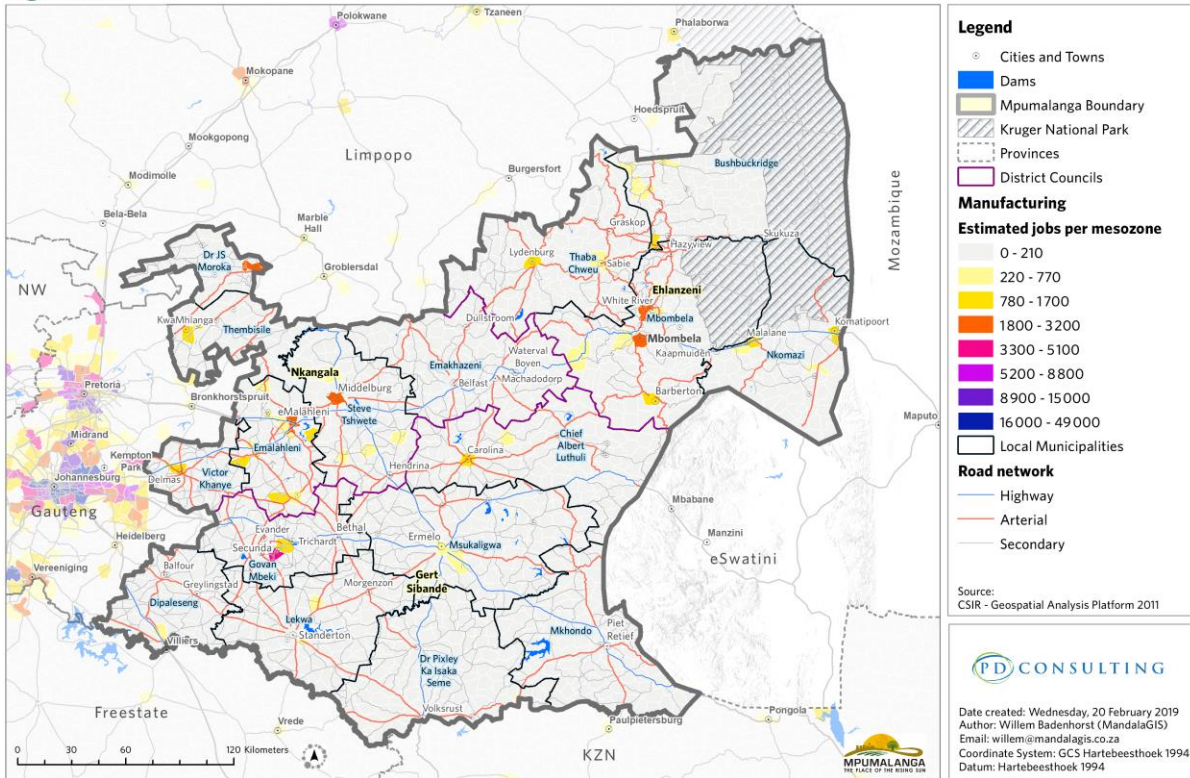 Polokwane
Tzaneen
Phalaborwa
Mokopane
Hoedspruit
Mookgopong
Limpopo
Bushbuckridge
Modimolle
Burgersfort
Mozambique
Bela-Bela
Marble
Hall
Graskop
Skukuza
Dr JS
Moroka
Groblersdal
Lydenburg
Thaba
Chweu
Sabie
Hazyview
NW
White River
Ehlanzeni
KwaMhlanga
Thembisile
Dullstroom
Mbombela
Mbombela
Komatipoort
Malalane
Nkomazi
Waterval
Boven
Kaapmuiden
Nkangala
Emakhazeni
Pretoria
Middelburg
Belfast
Machadodorp
Barberton
Bronkhorstspruit
eMalahleni
Steve
Tshwete
Maputo
Midrand
Emalahleni
Chief
Albert
Luthuli
Kempton
Park
Carolina
Delmas
Victor
Khanye
Hendrina
Johannesburg
Mbabane
Gauteng
Evander
Bethal
Manzini
Heidelberg
Secunda
Trichardt
Ermelo
Msukaligwa
eSwatini
Vereeniging
Balfour
Govan
Mbeki
Gert
Sibande
Greylingstad
Morgenzon
Dipaleseng
Lekwa
Standerton
Mkhondo
Piet
Retief
Villiers
Dr Pixley
Ka Isaka
Seme
Freestate
Volksrust
Vrede
Paulpietersburg
Pongola
KZN
0 20 40 60 80 120 Kilometers
MPUMALANGA
THE PLACE OF THE RISING SUN
Legend
Cities and Towns
Dams
Mpumalanga Boundary
Kruger National Park
Provinces
District Councils
Manufacturing
Estimated jobs per mesozone
0 - 210
220 - 770
780 - 1700
1800 - 3200
3300 - 5100
5200 - 8800
8900 - 15 000
16 000 - 49 000
Local Municipalities
Road network
Highway
Arterial
Secondary
Source:
CSIR - Geospatial Analysis Platform 2011
PD CONSULTING
Date created: Wednesday, 20 February 2019
Author: Willem Badenhorst (MandalaGIS)
Email: willem@mandalagis.co.za
Coordinate System: GCS Hartebeesthoek 1994
Datum: Hartebeesthoek 1994